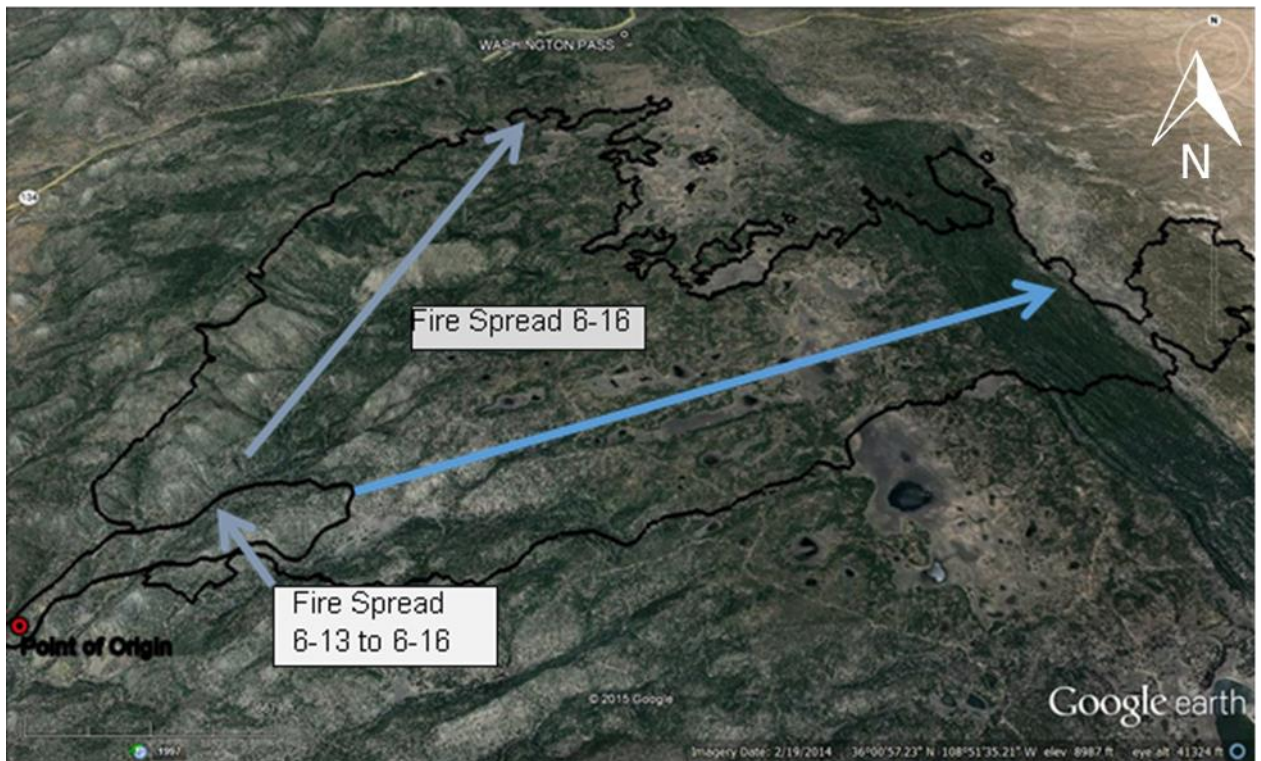 WASHINGTON PASS
N
N
134
Fire Spread 6-16
Fire Spread
6-13 to 6-16
Point of Origin
© 2015 Google
Google earth
1997
Imagery Date: 2/19/2014 36°00'57.23" N 108°51'35.21" W elev 8987 ft eye alt 41324 ft